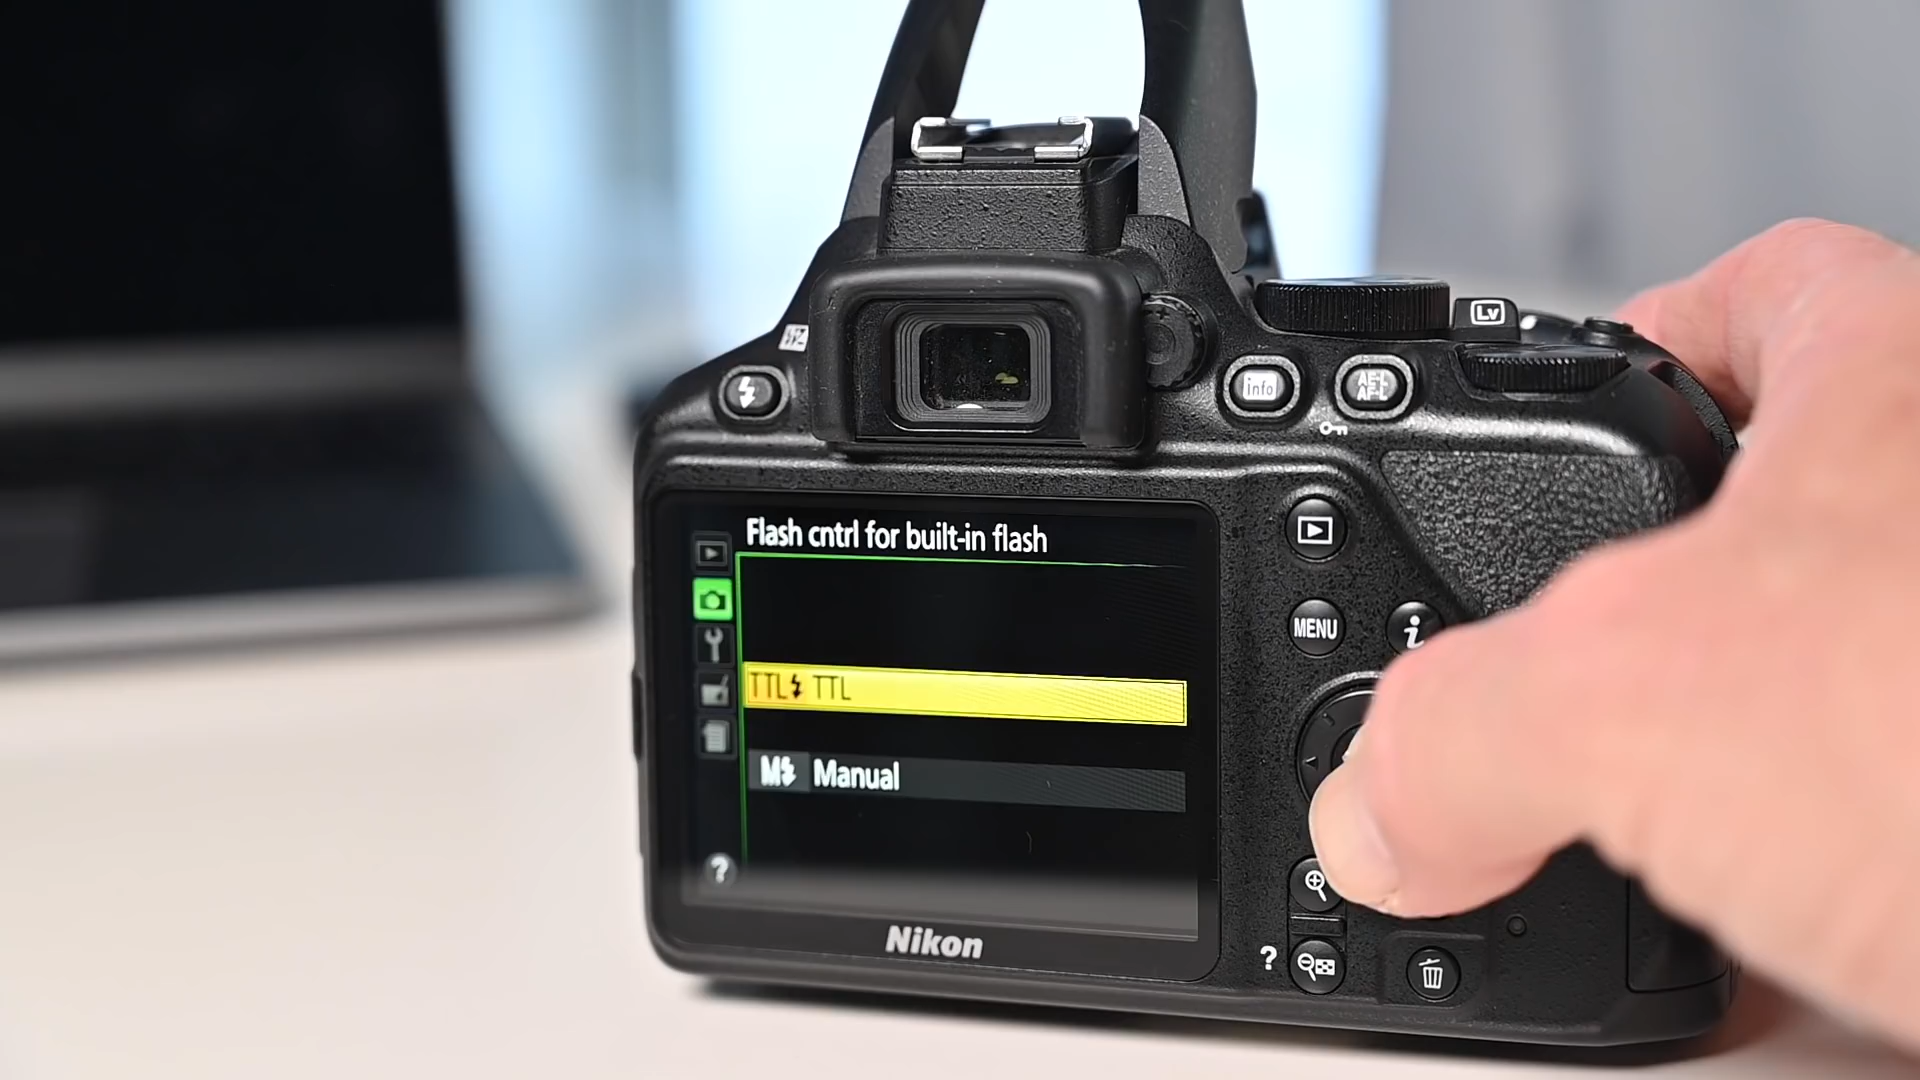 Lv
info
AE-L
AF-L
Flash cntrl for built-in flash
MENU
i
TTL TTL
M Manual
?
Nikon
?